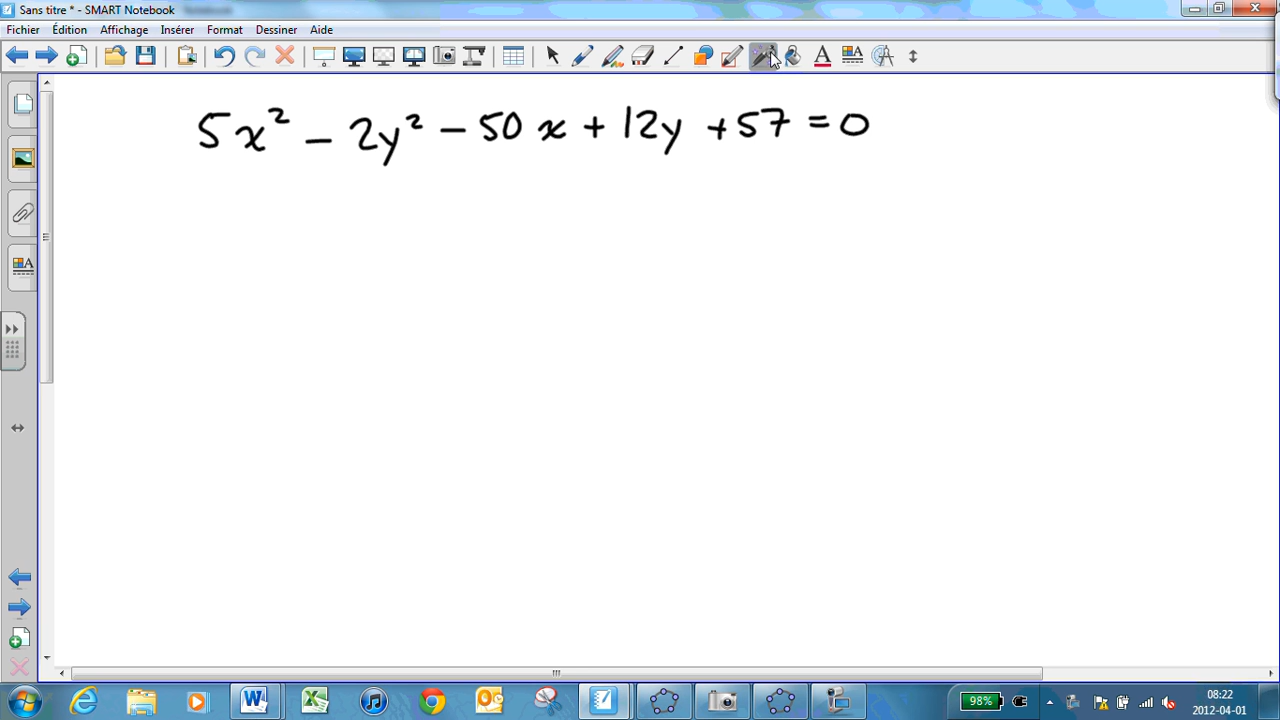 Sans titre * - SMART Notebook
Fichier Édition Affichage Insérer Format Dessiner Aide
5x² – 2y² – 50x + 12y + 57 = 0
98%
08:22
2012-04-01